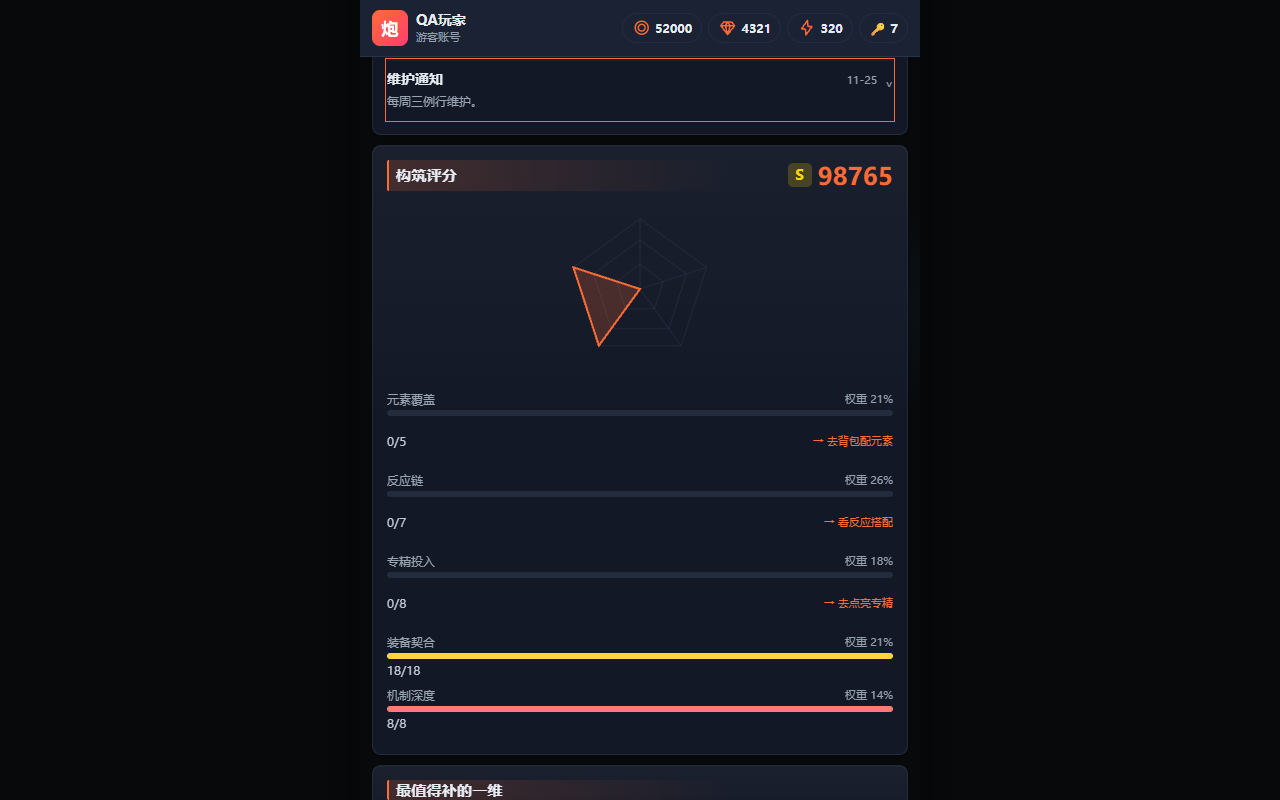 炮
QA玩家
游客账号
52000
4321
320
7
维护通知
11-25
每周三例行维护。
构筑评分
S 98765
元素覆盖
权重 21%
0/5
→ 去背包配元素
反应链
权重 26%
0/7
→ 看反应搭配
专精投入
权重 18%
0/8
→ 去点亮专精
装备契合
权重 21%
18/18
机制深度
权重 14%
8/8
最值得补的一维